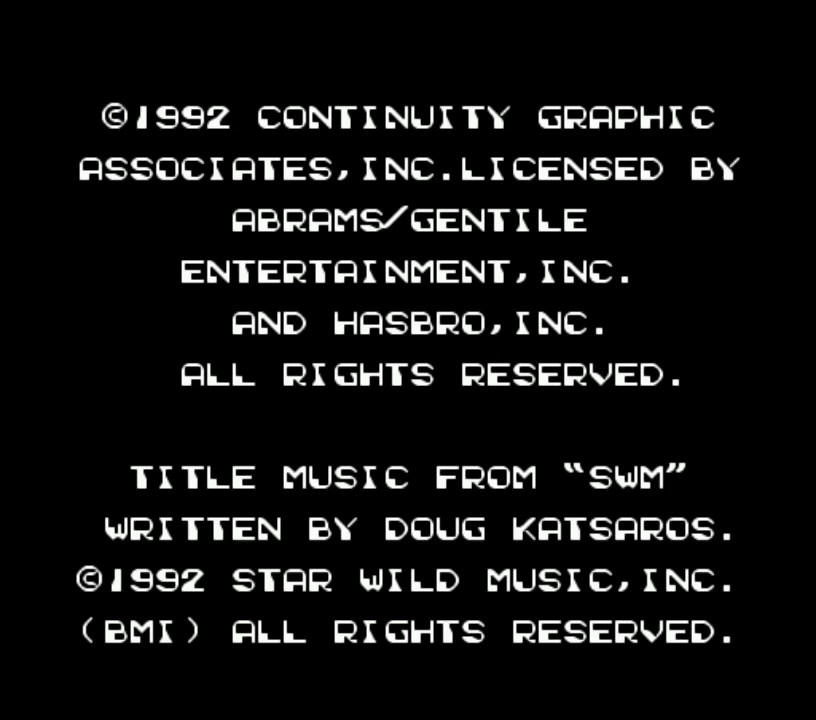 ©1992 CONTINUITY GRAPHIC
ASSOCIATES,INC.LICENSED BY
ABRAMS/GENTILE
ENTERTAINMENT,INC.
AND HASBRO,INC.
ALL RIGHTS RESERVED.
TITLE MUSIC FROM “SWM”
WRITTEN BY DOUG KATSAROS.
©1992 STAR WILD MUSIC,INC.
(BMI) ALL RIGHTS RESERVED.